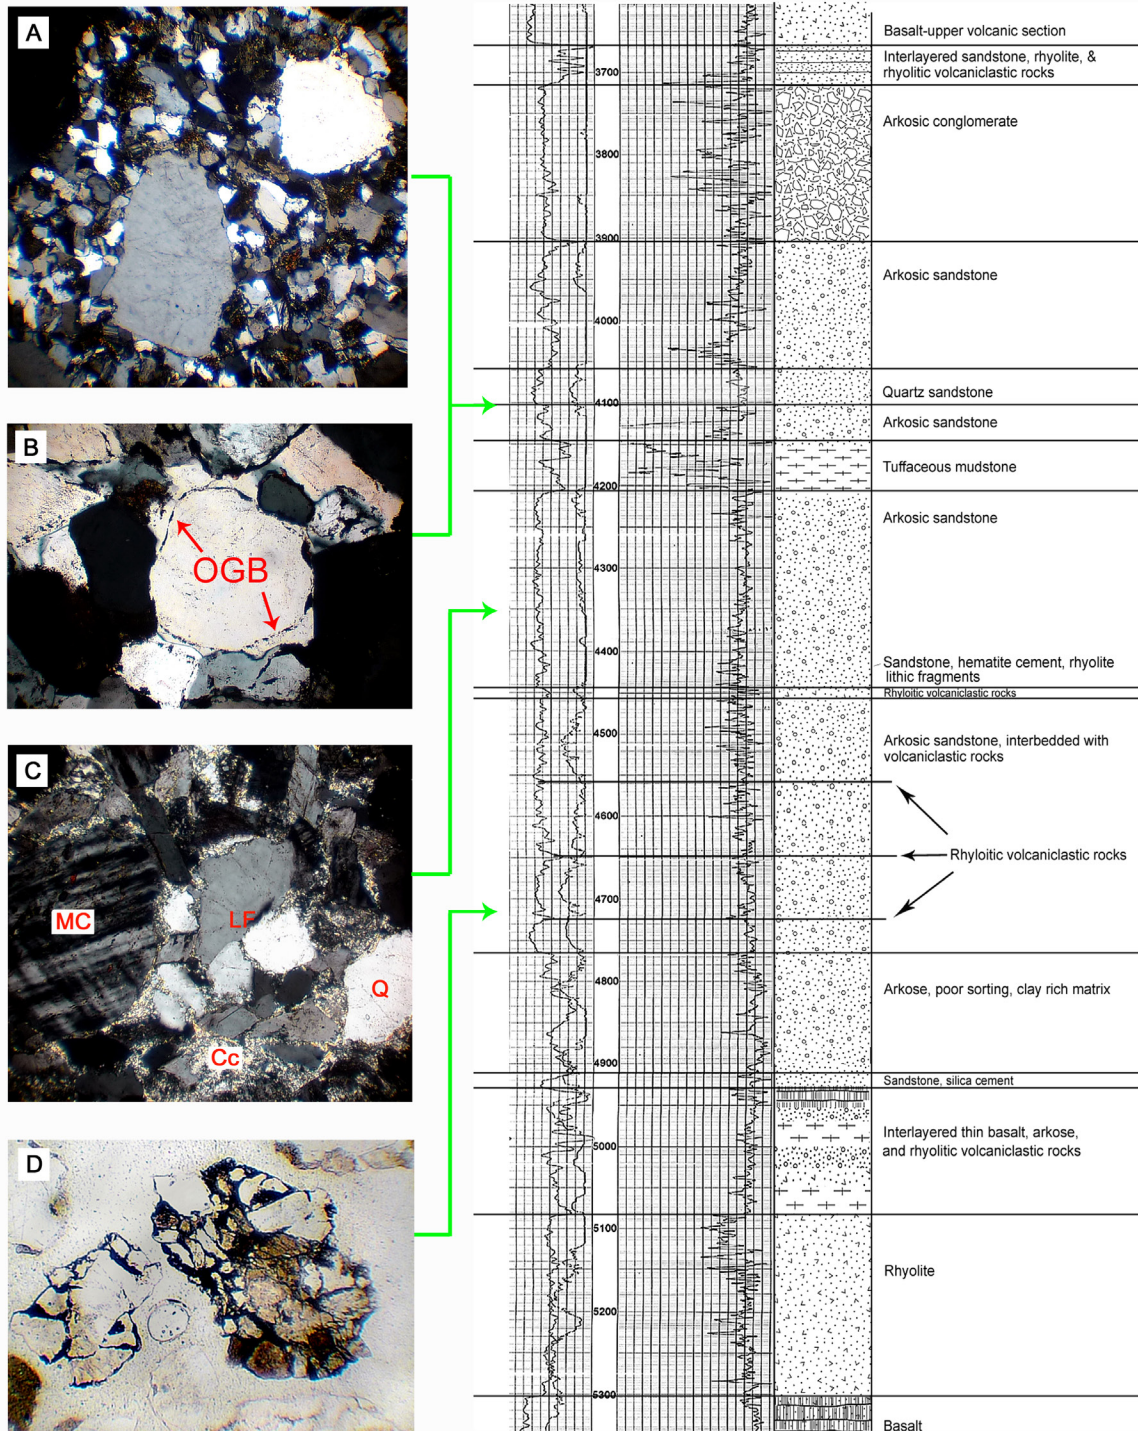 A
B
OGB
C
MC
LF
Q
Cc
D
3700
3800
3900
4000
4100
4200
4300
4400
4500
4600
4700
4800
4900
5000
5100
5200
5300
Basalt-upper volcanic section
Interlayered sandstone, rhyolite, &
rhyolitic volcaniclastic rocks
Arkosic conglomerate
Arkosic sandstone
Quartz sandstone
Arkosic sandstone
Tuffaceous mudstone
Arkosic sandstone
Sandstone, hematite cement, rhyolite
lithic fragments
Rhyloitic volcaniclastic rocks
Arkosic sandstone, interbedded with
volcaniclastic rocks
Rhyloitic volcaniclastic rocks
Arkose, poor sorting, clay rich matrix
Sandstone, silica cement
Interlayered thin basalt, arkose,
and rhyolitic volcaniclastic rocks
Rhyolite
Basalt